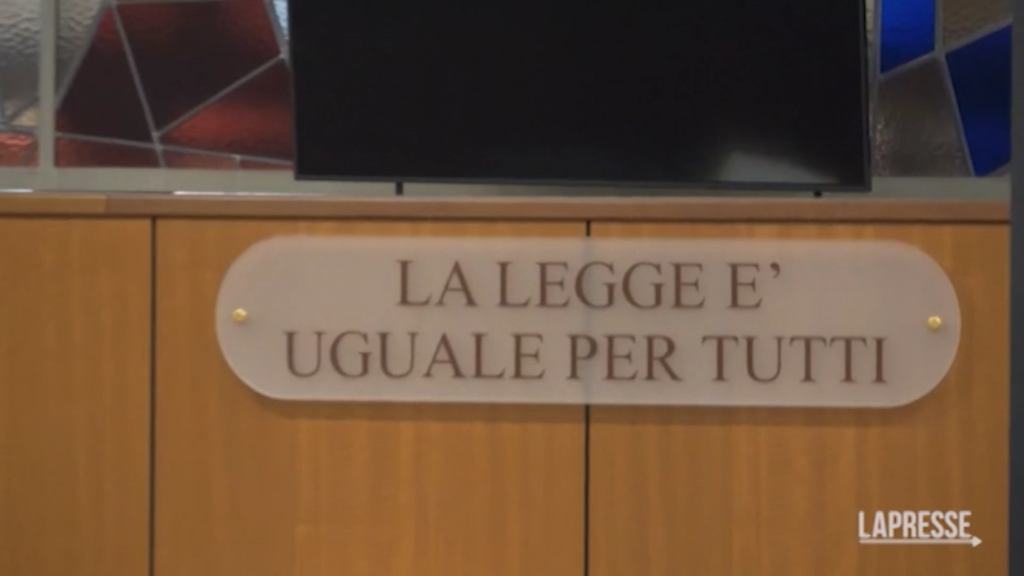 LA LEGGE E’
UGUALE PER TUTTI
LAPRESSE